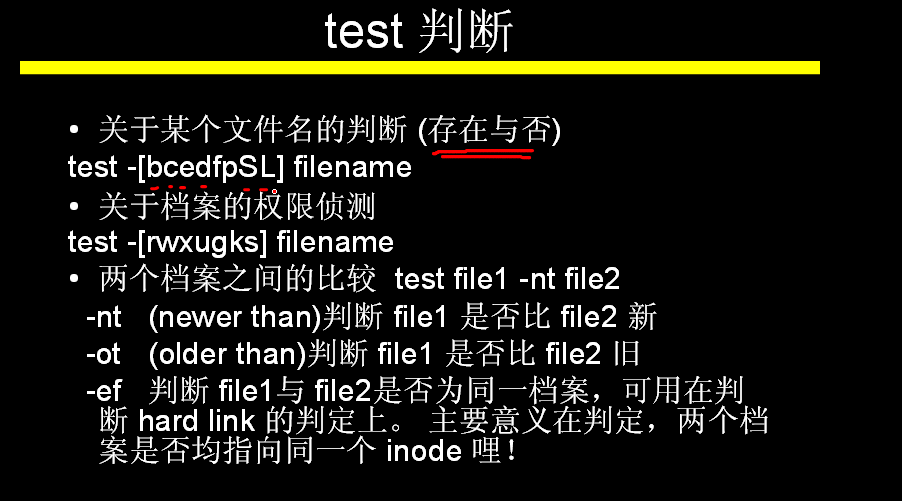 test 判断
• 关于某个文件名的判断 (存在与否)
test -[bcedfpSL] filename
• 关于档案的权限侦测
test -[rwxugks] filename
• 两个档案之间的比较 test file1 -nt file2
-nt (newer than)判断 file1 是否比 file2 新
-ot (older than)判断 file1 是否比 file2 旧
-ef 判断 file1与 file2是否为同一档案，可用在判
断 hard link 的判定上。 主要意义在判定，两个档
案是否均指向同一个 inode 哩！